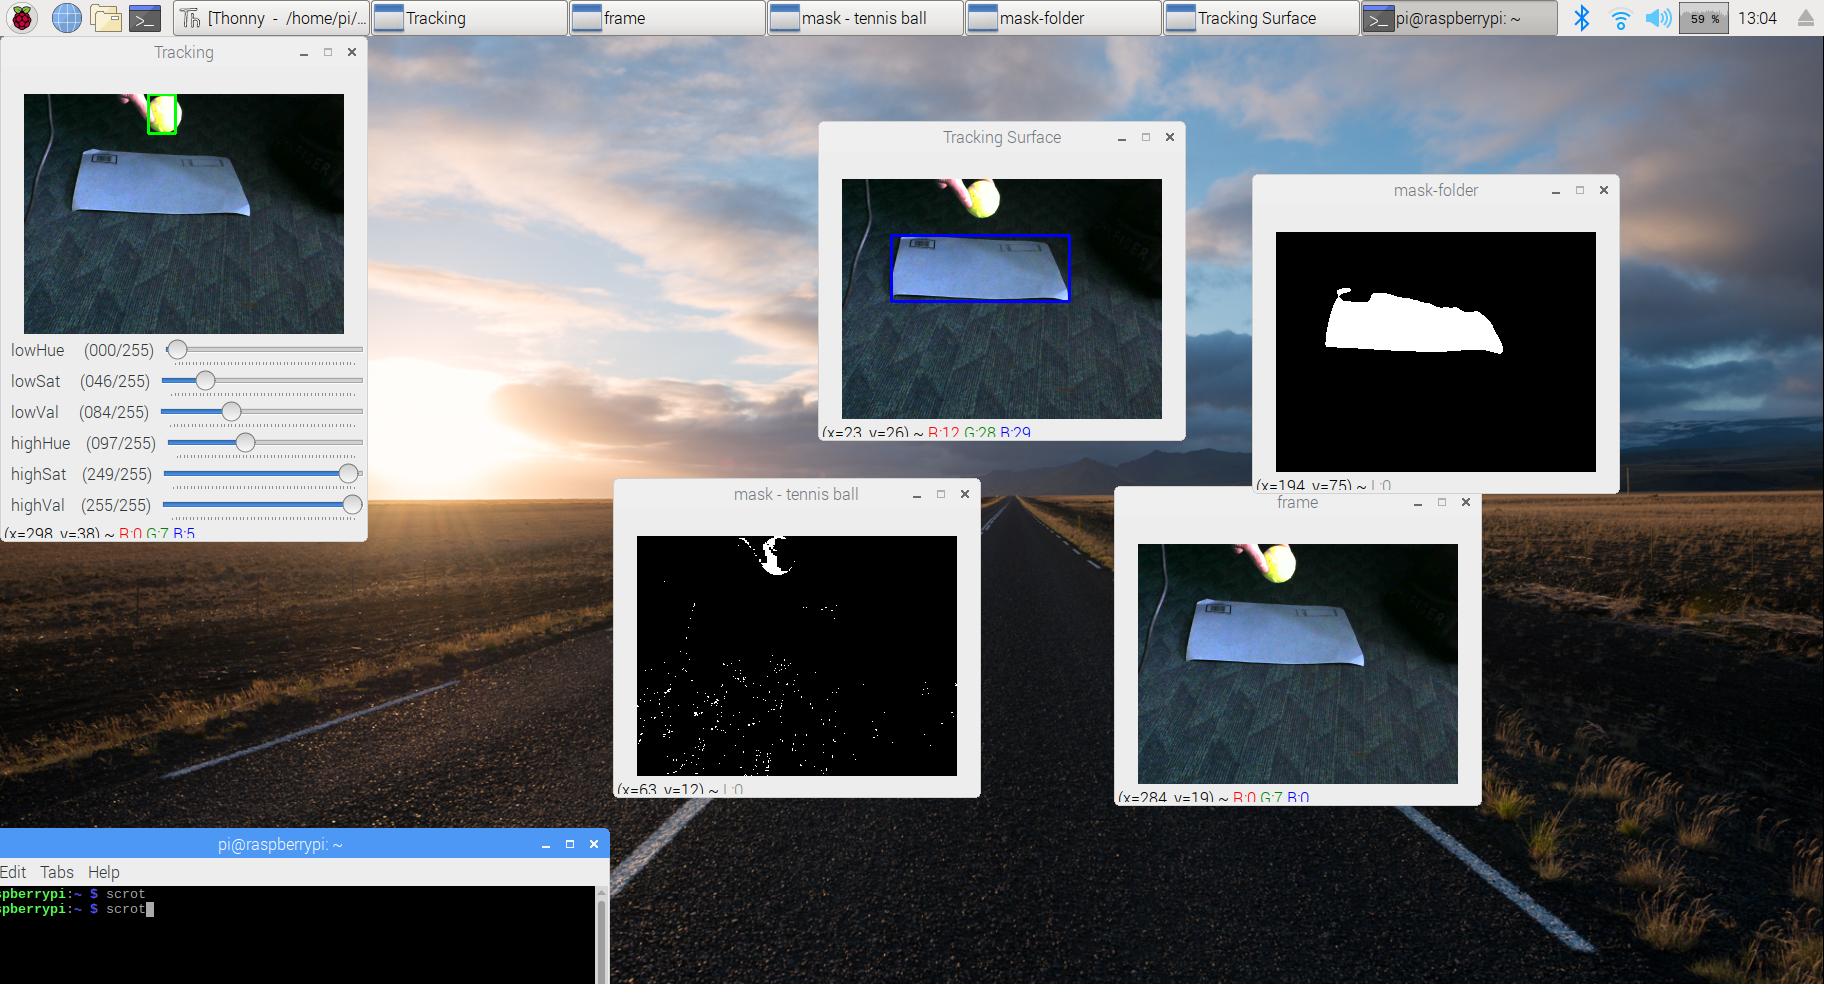 [Thonny - /home/pi/...
Tracking
frame
mask - tennis ball
mask-folder
Tracking Surface
pi@raspberrypi: ~
59 %
13:04
Tracking
lowHue (000/255)
lowSat (046/255)
lowVal (084/255)
highHue (097/255)
highSat (249/255)
highVal (255/255)
(x=298, y=38) ~ R:0 G:7 B:5
Tracking Surface
(x=23, y=26) ~ R:12 G:28 B:29
mask-folder
(x=194, y=75) ~ L:0
mask - tennis ball
(x=63, y=12) ~ L:0
frame
(x=284, y=19) ~ R:0 G:7 B:0
pi@raspberrypi: ~
Edit Tabs Help
spberrypi:~ $ scrot
spberrypi:~ $ scrot